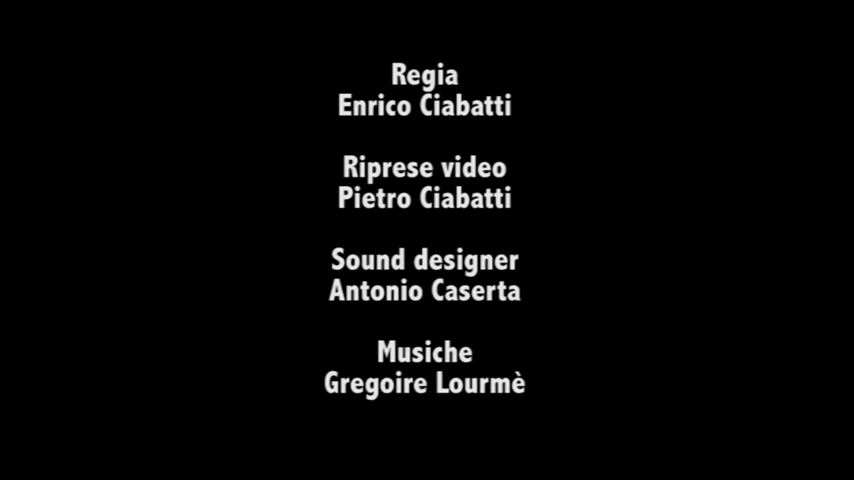 Regia
Enrico Ciabatti
Riprese video
Pietro Ciabatti
Sound designer
Antonio Caserta
Musiche
Gregoire Lourmè